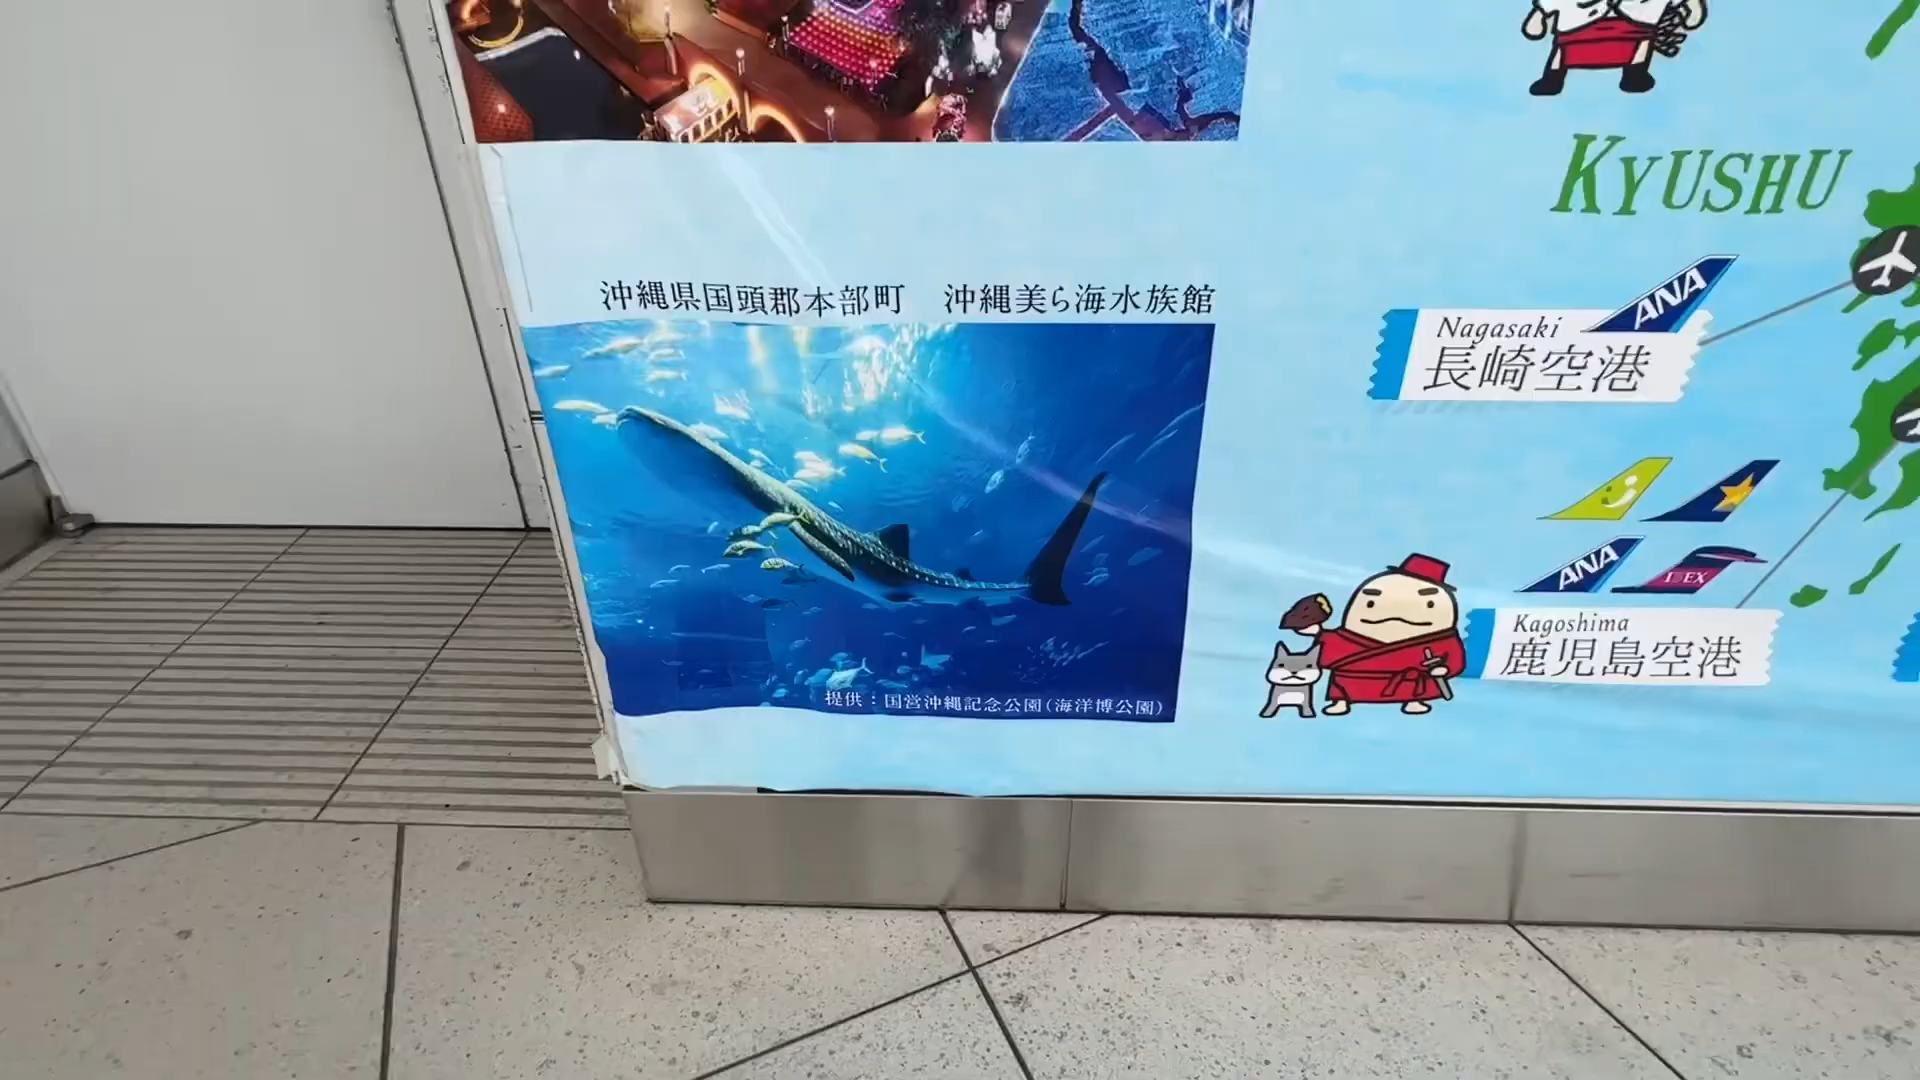 沖縄県国頭郡本部町　沖縄美ら海水族館
提供：国営沖縄記念公園(海洋博公園)
KYUSHU
ANA
Nagasaki
長崎空港
ANA
IBEX
Kagoshima
鹿児島空港